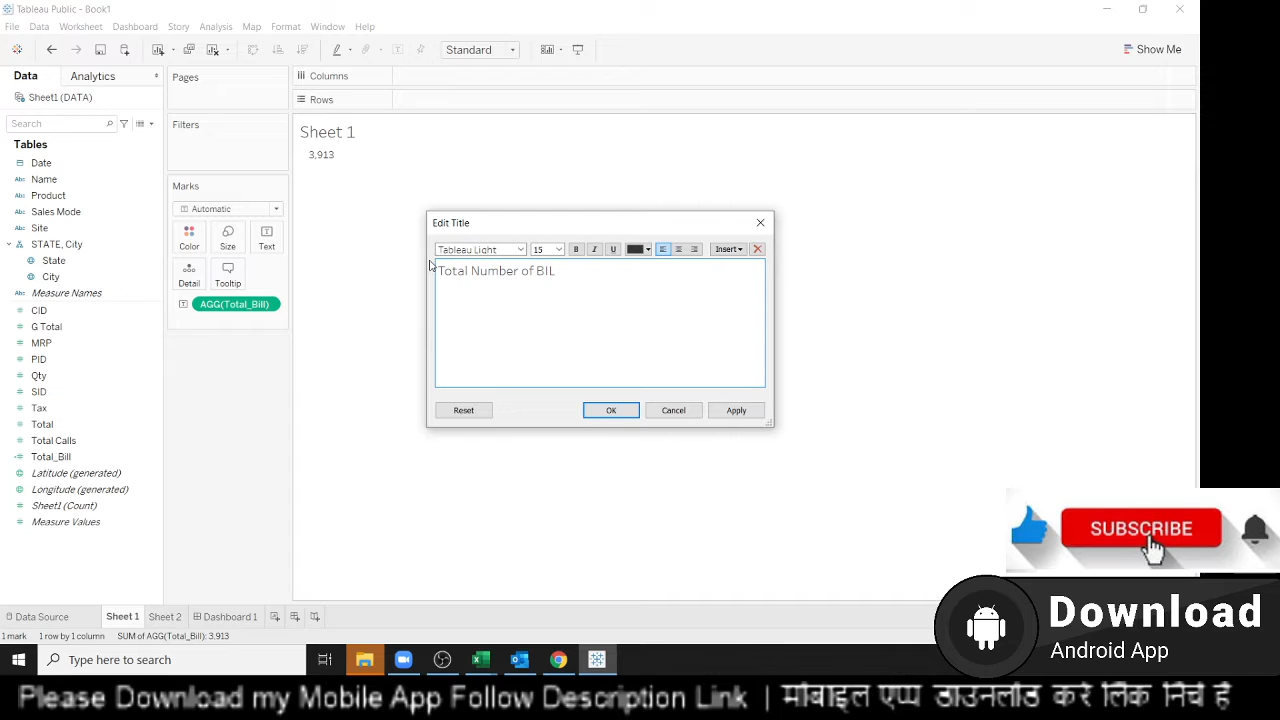 Tableau Public - Book1
File Data Worksheet Dashboard Story Analysis Map Format Window Help
Standard
Show Me
Data Analytics
Sheet1 (DATA)
Search
Tables
Date
Abc Name
Abc Product
Abc Sales Mode
Abc Site
STATE, City
State
City
Abc Measure Names
CID
G Total
MRP
PID
Qty
SID
Tax
Total
Total Calls
Total_Bill
Latitude (generated)
Longitude (generated)
Sheet1 (Count)
Measure Values
Pages
Filters
Marks
Automatic
Color Size Text
Detail Tooltip
AGG(Total_Bill)
Columns
Rows
Sheet 1
3,913
Edit Title
Tableau Light 15 B I U Insert
Total Number of BIL
Reset OK Cancel Apply
SUBSCRIBE
Download
Android App
Data Source Sheet 1 Sheet 2 Dashboard 1
1 mark 1 row by 1 column SUM of AGG(Total_Bill): 3,913
Type here to search
Please Download my Mobile App Follow Description Link | मोबाइल एप्प डाउनलोड करे लिंक निचे है